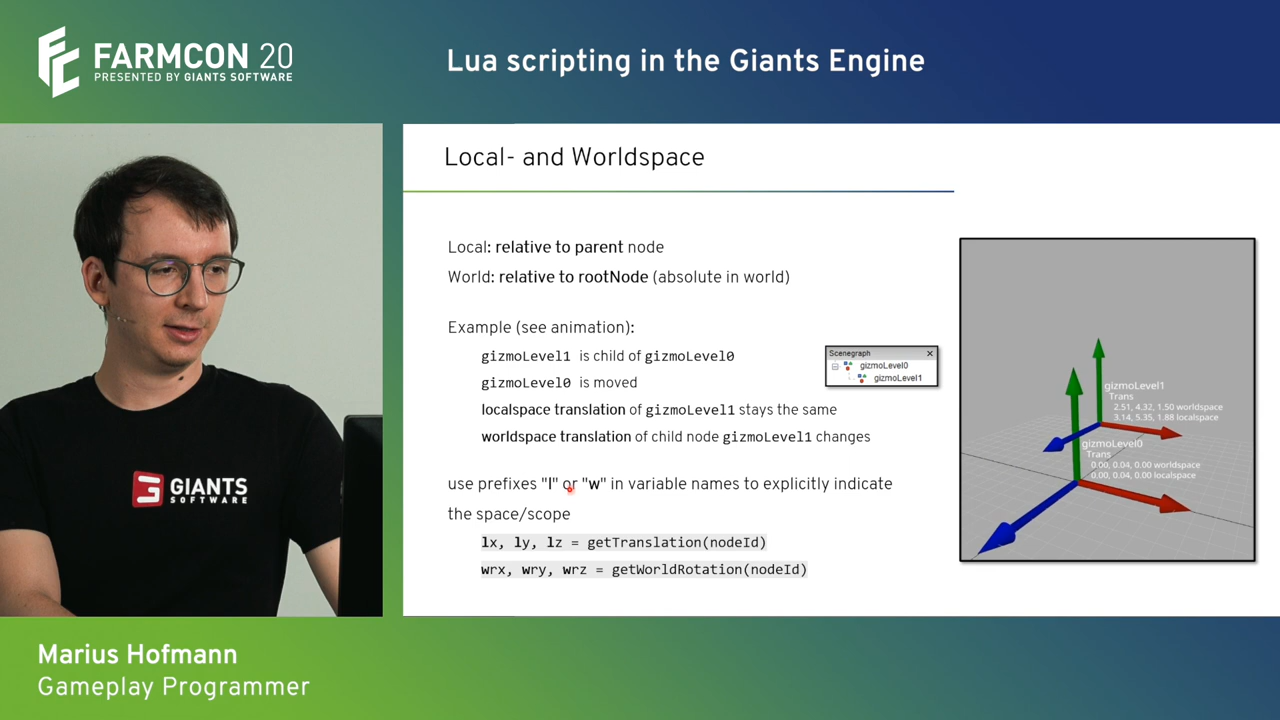 FARMCON 20
PRESENTED BY GIANTS SOFTWARE
Lua scripting in the Giants Engine
Local- and Worldspace
Local: relative to parent node
World: relative to rootNode (absolute in world)
Example (see animation):
gizmoLevel1 is child of gizmoLevel0
gizmoLevel0 is moved
localspace translation of gizmoLevel1 stays the same
worldspace translation of child node gizmoLevel1 changes
use prefixes "l" or "w" in variable names to explicitly indicate
the space/scope
lx, ly, lz = getTranslation(nodeId)
wrx, wry, wrz = getWorldRotation(nodeId)
Scenegraph
gizmoLevel0
gizmoLevel1
gizmoLevel1
Trans
2.51, 4.32, 1.50 worldspace
3.14, 5.35, 1.88 localspace
gizmoLevel0
Trans
0.00, 0.04, 0.00 worldspace
0.00, 0.04, 0.00 localspace
GIANTS
SOFTWARE
Marius Hofmann
Gameplay Programmer